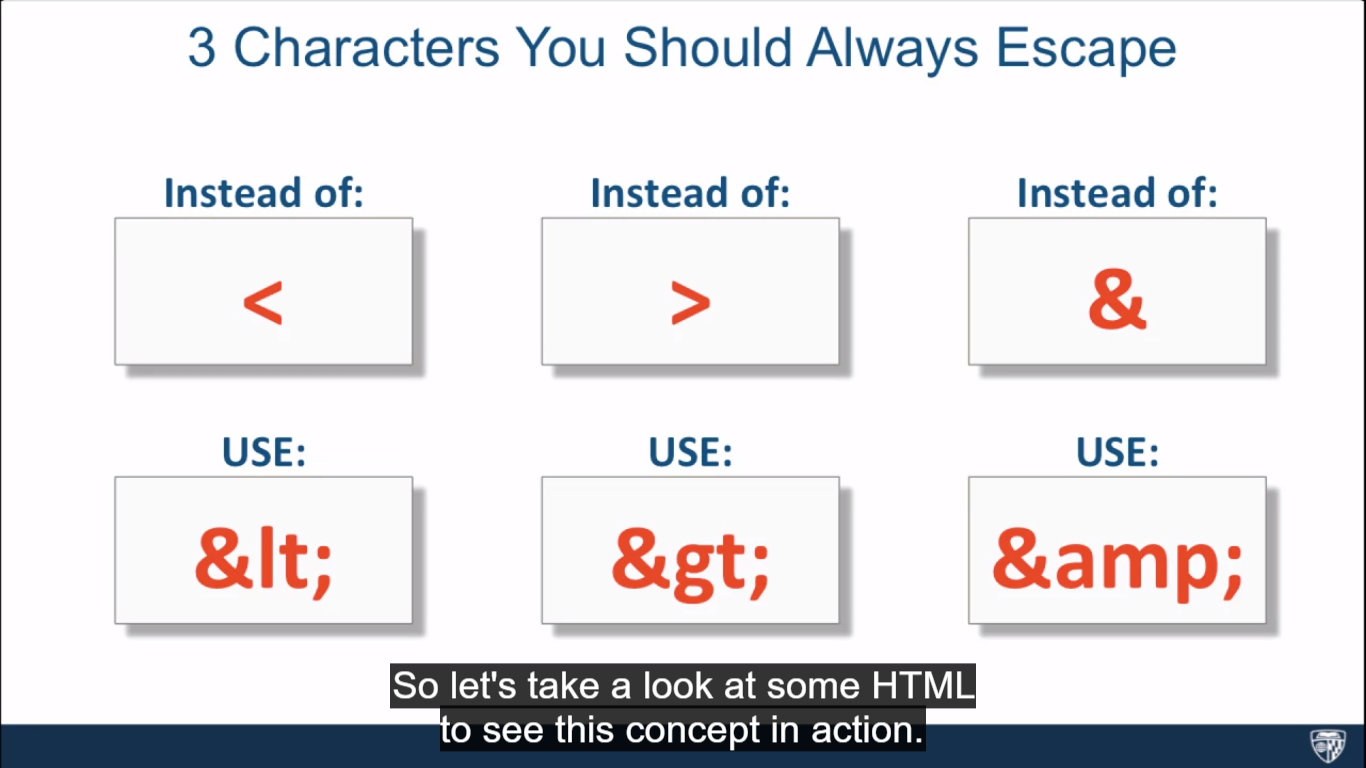 3 Characters You Should Always Escape
Instead of: Instead of: Instead of:
< > &
USE: USE: USE:
&lt; &gt; &amp;
So let's take a look at some HTML
to see this concept in action.